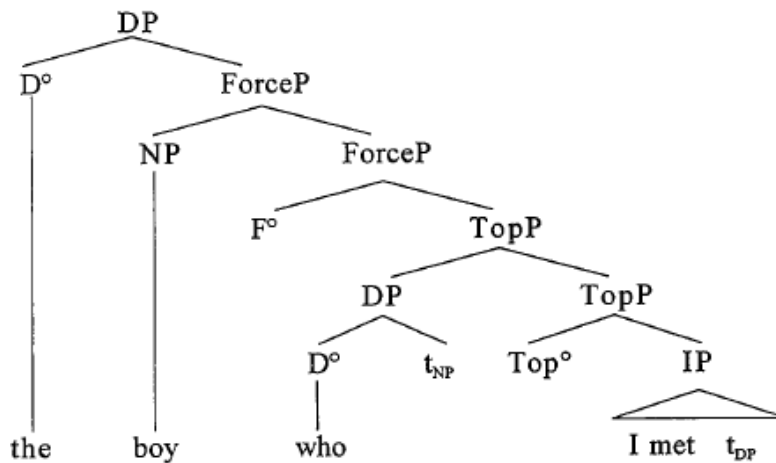 DP
D° ForceP
NP ForceP
F° TopP
DP TopP
D° t_NP Top° IP
the boy who I met t_DP